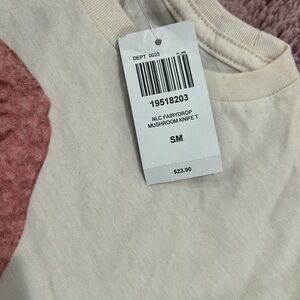 DEPT 0023
19518203
NLC FAIRYDROP
MUSHROOM KNIFE T
SM
$23.90